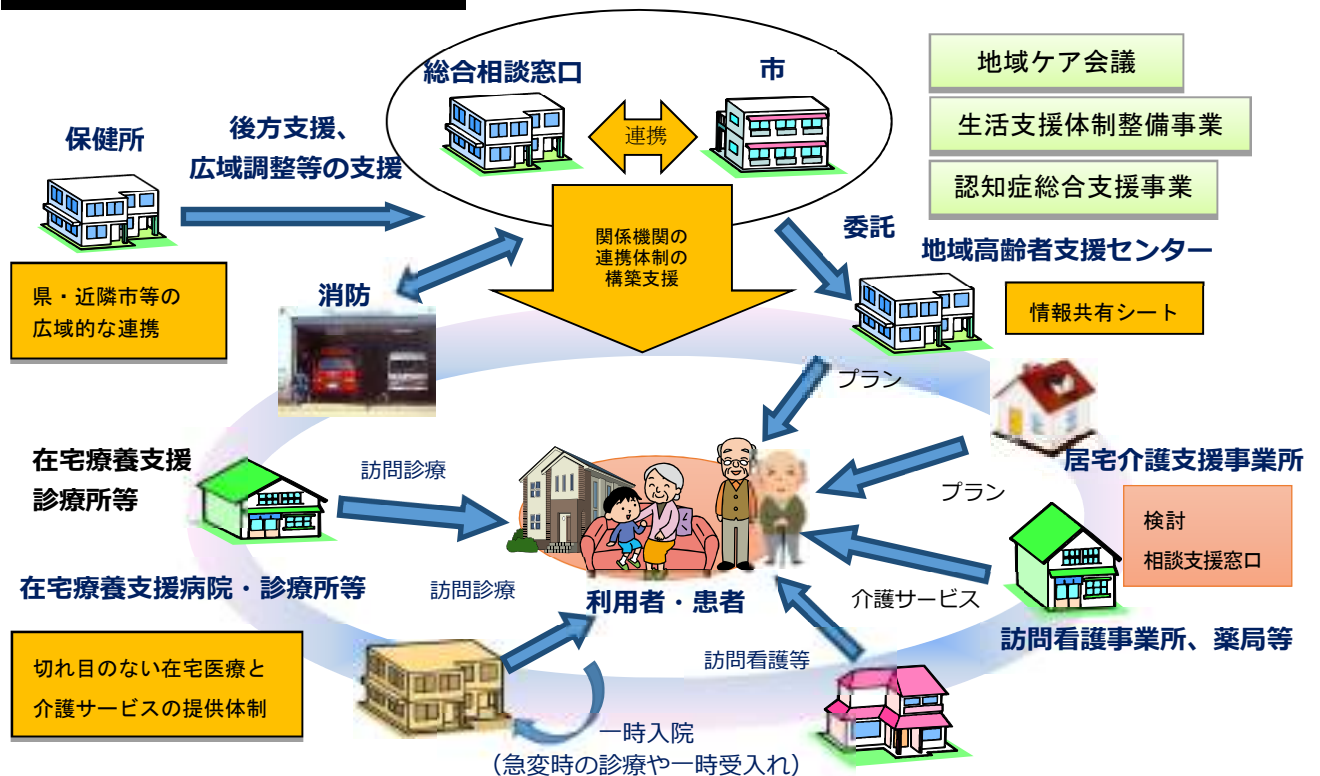 総合相談窓口
市
連携
地域ケア会議
生活支援体制整備事業
認知症総合支援事業
保健所
後方支援、
広域調整等の支援
県・近隣市等の
広域的な連携
消防
関係機関の
連携体制の
構築支援
委託
地域高齢者支援センター
情報共有シート
プラン
居宅介護支援事業所
プラン
検討
相談支援窓口
在宅療養支援
診療所等
訪問診療
在宅療養支援病院・診療所等
訪問診療
利用者・患者
介護サービス
訪問看護事業所、薬局等
訪問看護等
切れ目のない在宅医療と
介護サービスの提供体制
一時入院
（急変時の診療や一時受入れ）